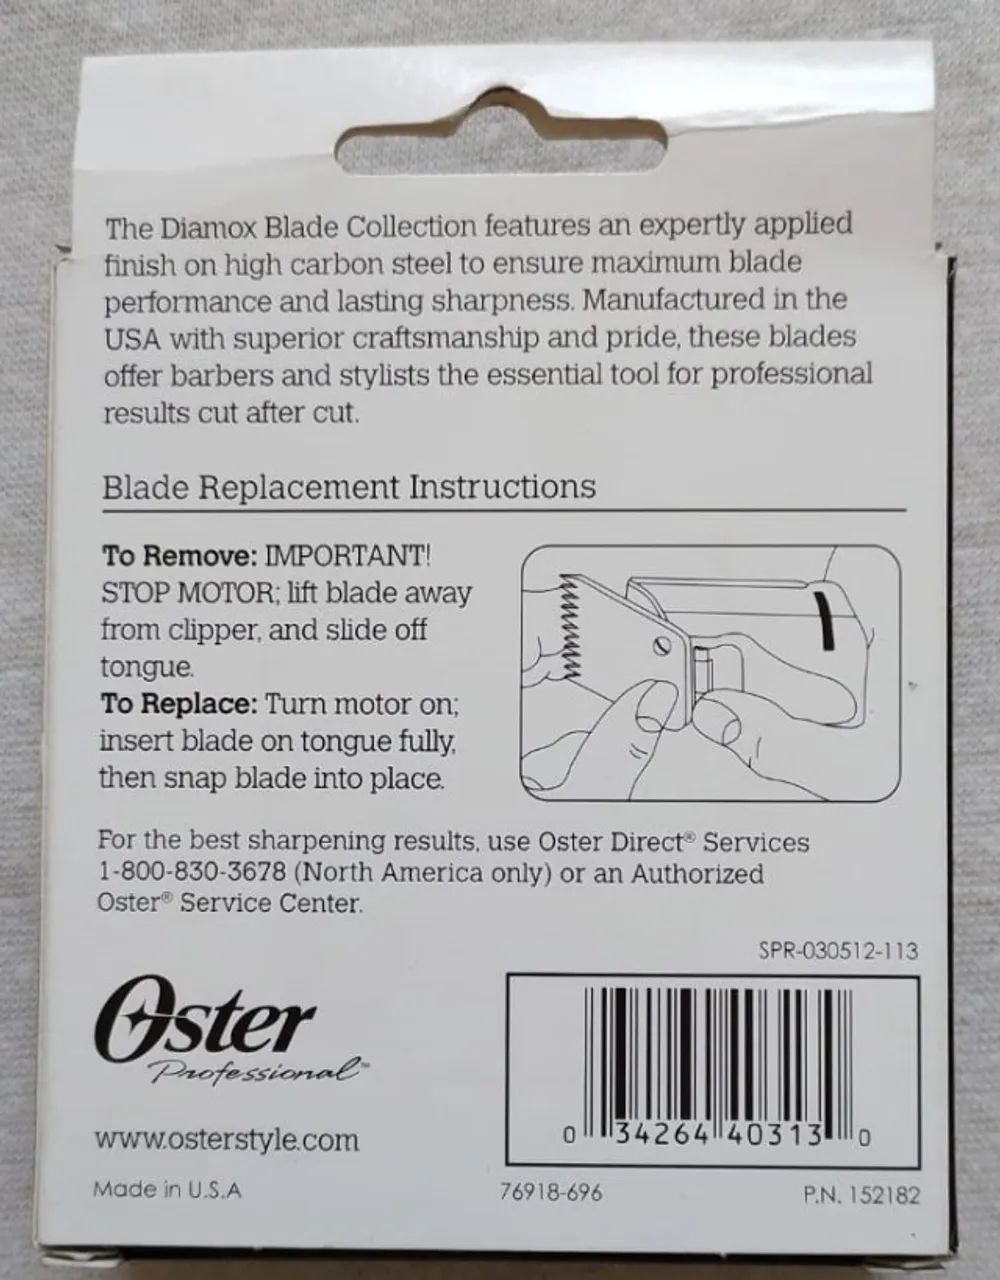 The Diamox Blade Collection features an expertly applied
finish on high carbon steel to ensure maximum blade
performance and lasting sharpness. Manufactured in the
USA with superior craftsmanship and pride, these blades
offer barbers and stylists the essential tool for professional
results cut after cut.
Blade Replacement Instructions
To Remove: IMPORTANT!
STOP MOTOR; lift blade away
from clipper, and slide off
tongue.
To Replace: Turn motor on;
insert blade on tongue fully,
then snap blade into place.
For the best sharpening results, use Oster Direct® Services
1-800-830-3678 (North America only) or an Authorized
Oster® Service Center.
SPR-030512-113
Oster
Professional™
0 34264 40313 0
www.osterstyle.com
Made in U.S.A
76918-696
P.N. 152182